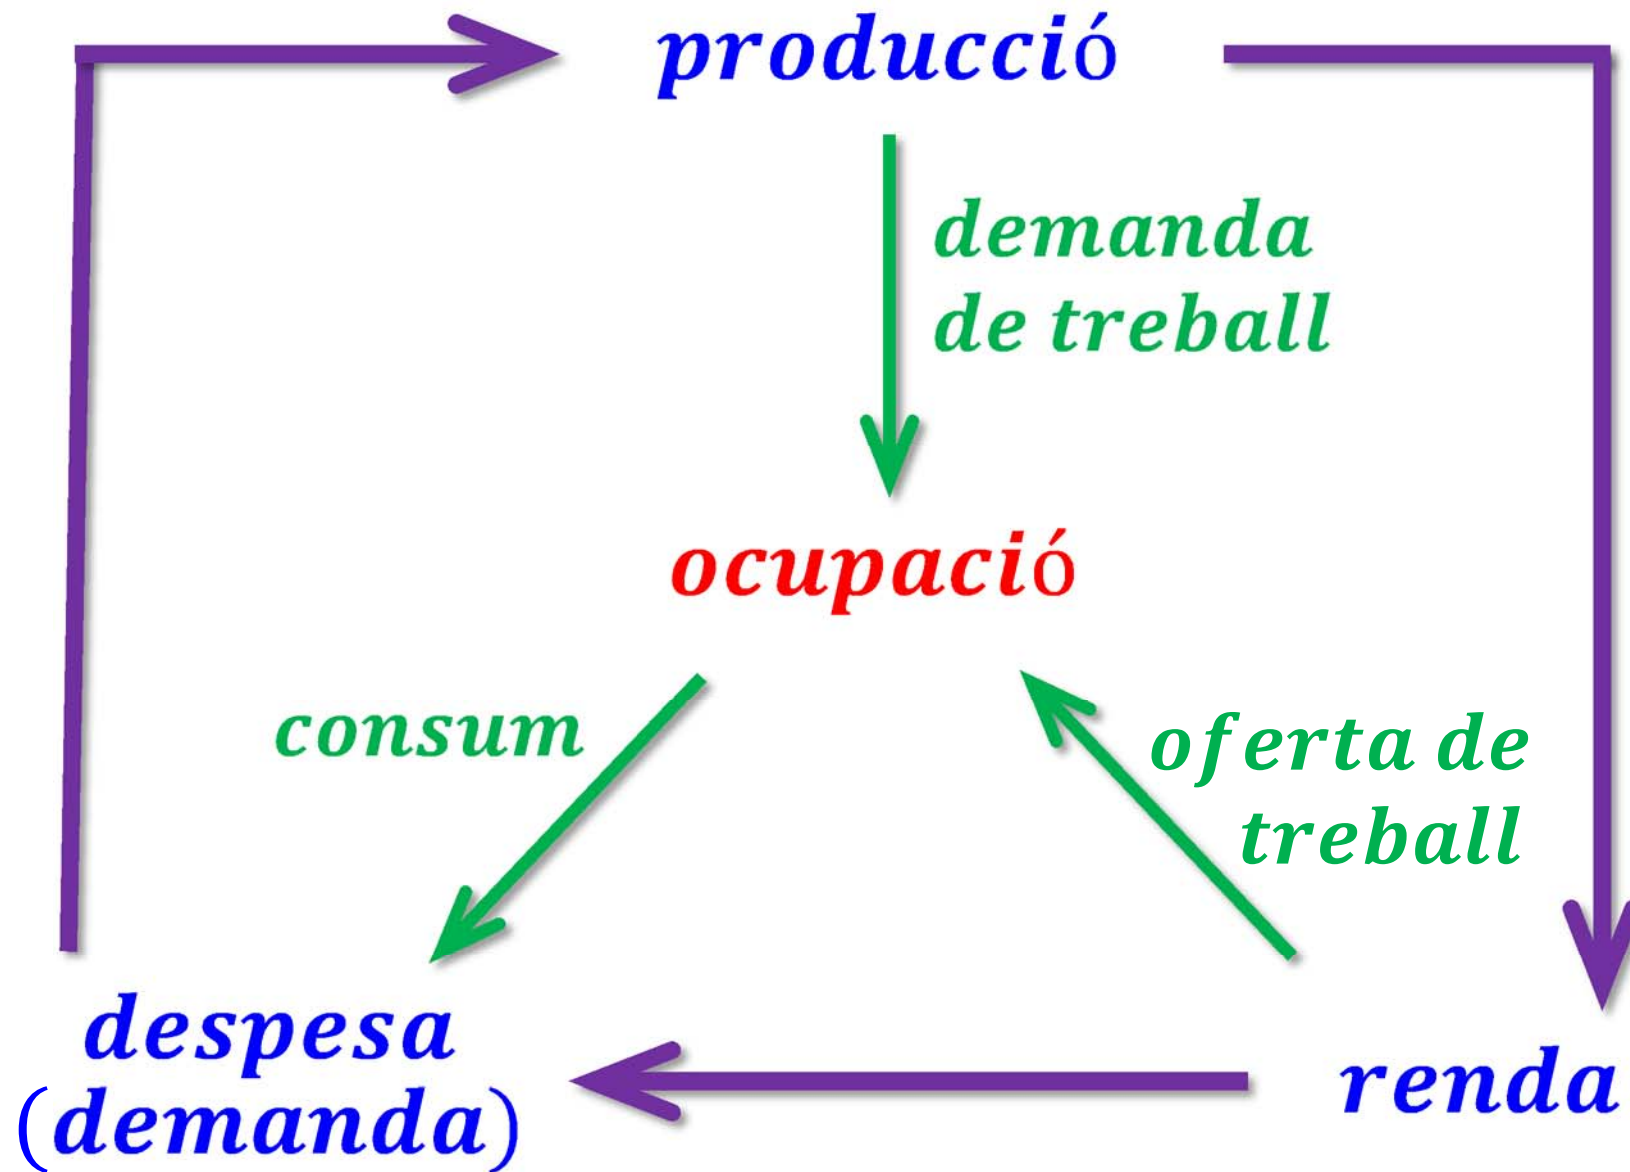 producció
demanda
de treball
ocupació
consum
oferta de
treball
despesa
(demanda)
renda